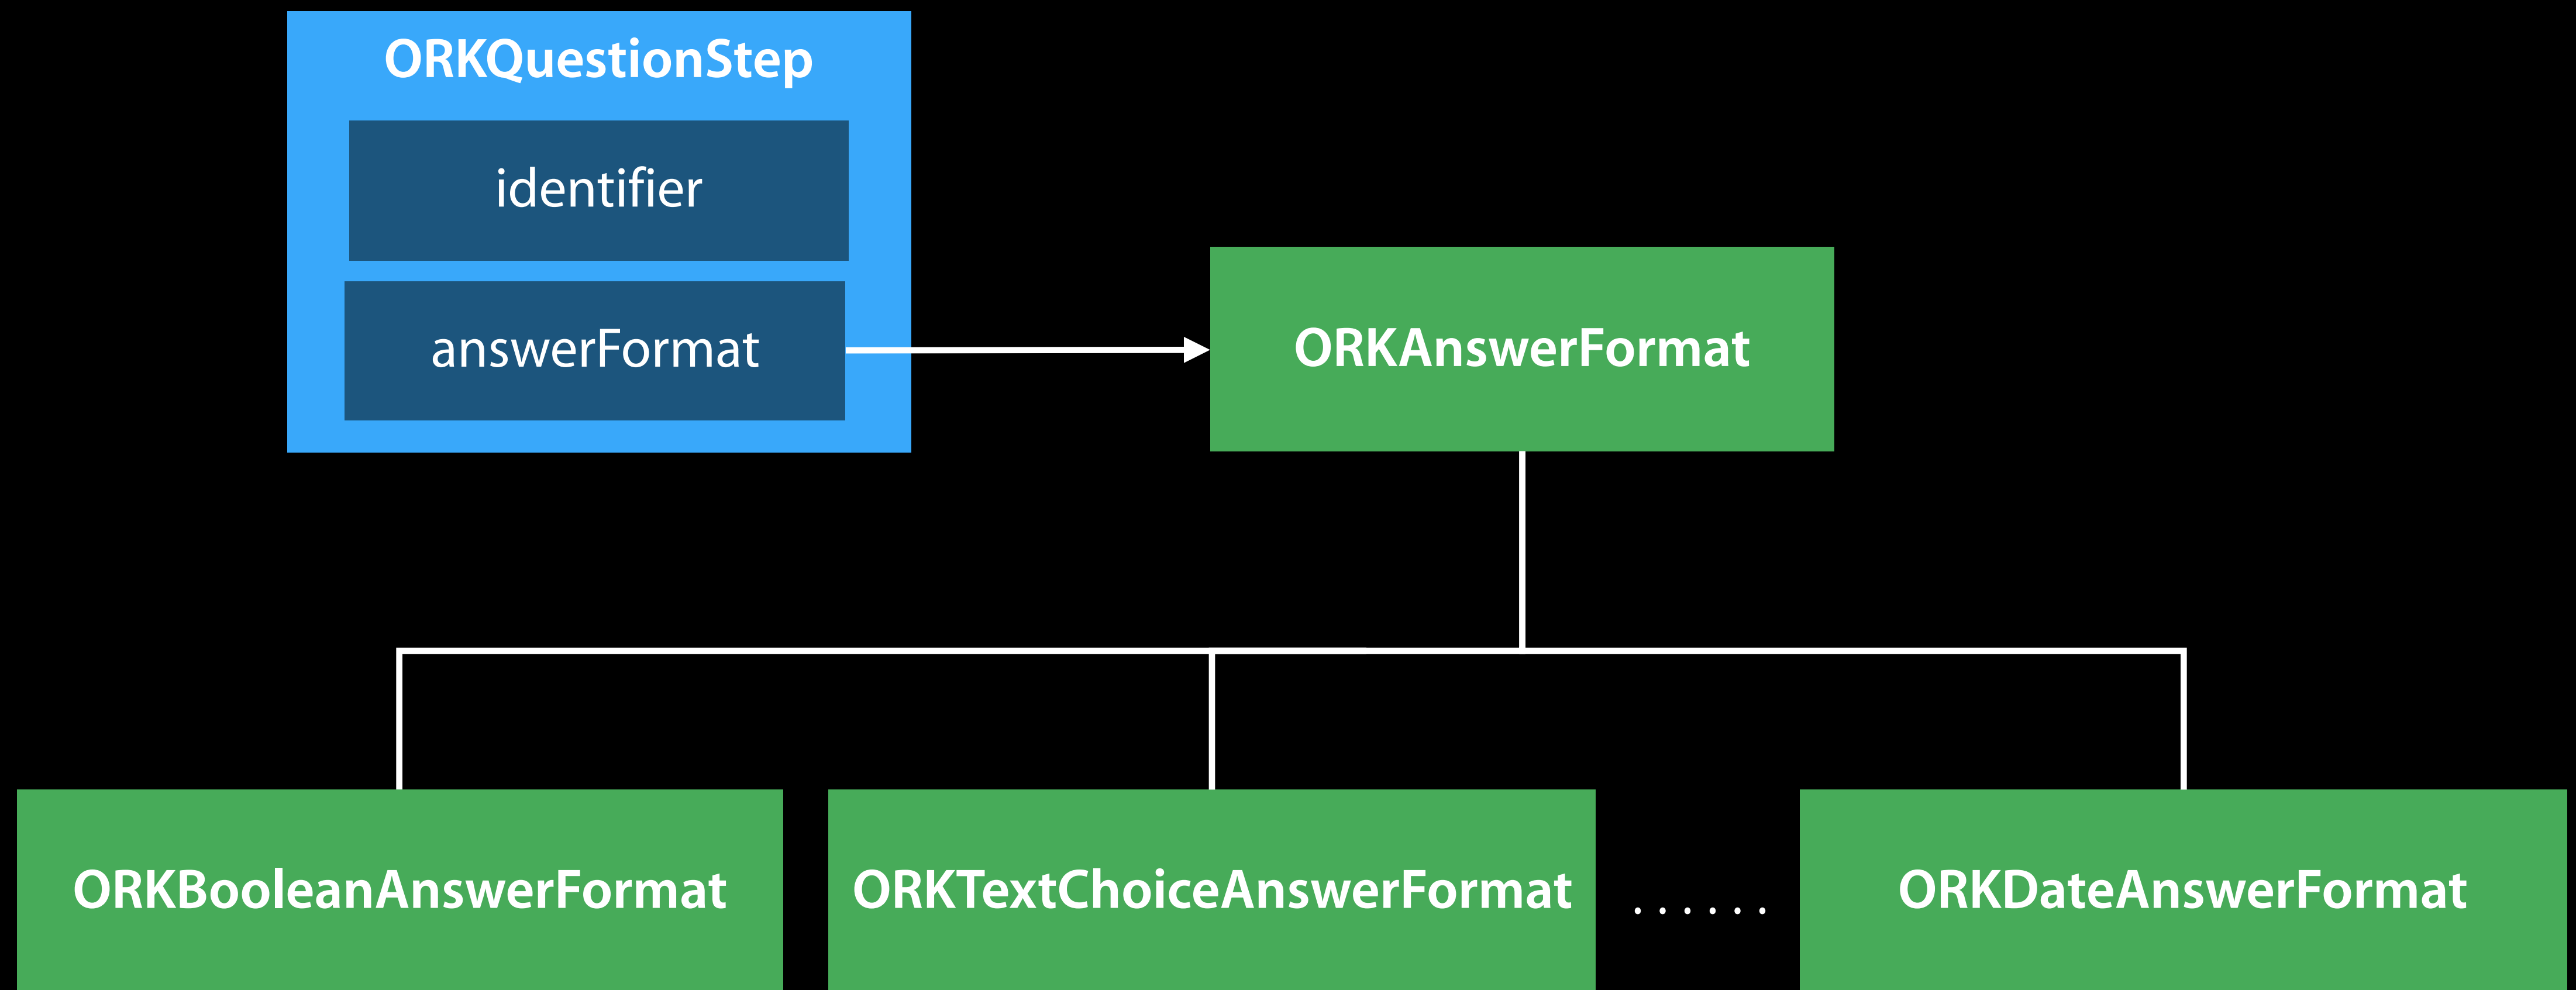 ORKQuestionStep
identifier
answerFormat
ORKAnswerFormat
ORKBooleanAnswerFormat
ORKTextChoiceAnswerFormat
......
ORKDateAnswerFormat